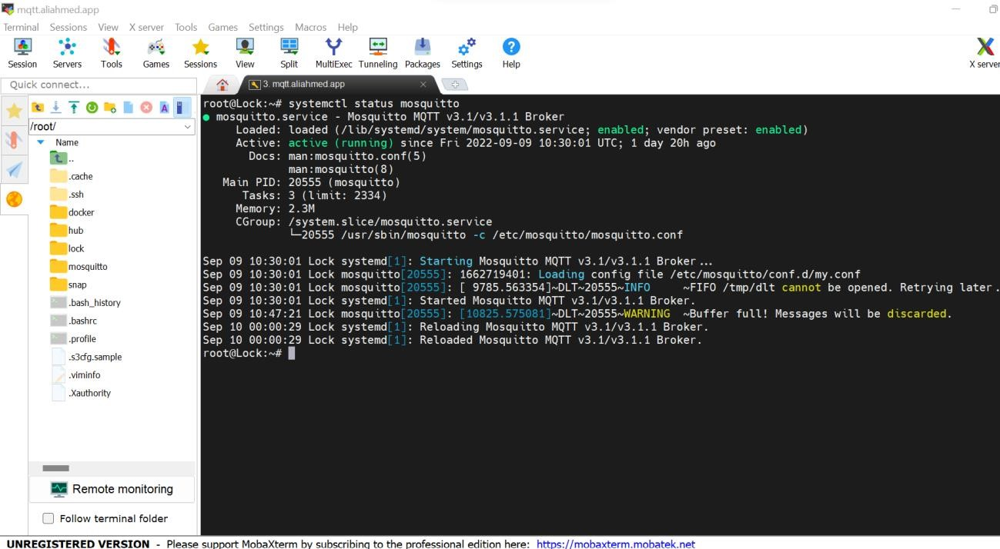 mqtt.aliahmed.app
Terminal Sessions View X server Tools Games Settings Macros Help
Session Servers Tools Games Sessions View Split MultiExec Tunneling Packages Settings Help X server
Quick connect...
3. mqtt.aliahmed.app
/root/
Name
..
.cache
.ssh
docker
hub
lock
mosquitto
snap
.bash_history
.bashrc
.profile
.s3cfg.sample
.viminfo
.Xauthority
Remote monitoring
Follow terminal folder
root@Lock:~# systemctl status mosquitto
● mosquitto.service - Mosquitto MQTT v3.1/v3.1.1 Broker
Loaded: loaded (/lib/systemd/system/mosquitto.service; enabled; vendor preset: enabled)
Active: active (running) since Fri 2022-09-09 10:30:01 UTC; 1 day 20h ago
Docs: man:mosquitto.conf(5)
man:mosquitto(8)
Main PID: 20555 (mosquitto)
Tasks: 3 (limit: 2334)
Memory: 2.3M
CGroup: /system.slice/mosquitto.service
└─20555 /usr/sbin/mosquitto -c /etc/mosquitto/mosquitto.conf
Sep 09 10:30:01 Lock systemd[1]: Starting Mosquitto MQTT v3.1/v3.1.1 Broker...
Sep 09 10:30:01 Lock mosquitto[20555]: 1662719401: Loading config file /etc/mosquitto/conf.d/my.conf
Sep 09 10:30:01 Lock mosquitto[20555]: [ 9785.563354]~DLT~20555~INFO ~FIFO /tmp/dlt cannot be opened. Retrying later.
Sep 09 10:30:01 Lock systemd[1]: Started Mosquitto MQTT v3.1/v3.1.1 Broker.
Sep 09 10:47:21 Lock mosquitto[20555]: [10825.575081]~DLT~20555~WARNING ~Buffer full! Messages will be discarded.
Sep 10 00:00:29 Lock systemd[1]: Reloading Mosquitto MQTT v3.1/v3.1.1 Broker.
Sep 10 00:00:29 Lock systemd[1]: Reloaded Mosquitto MQTT v3.1/v3.1.1 Broker.
root@Lock:~#
UNREGISTERED VERSION - Please support MobaXterm by subscribing to the professional edition here: https://mobaxterm.mobatek.net